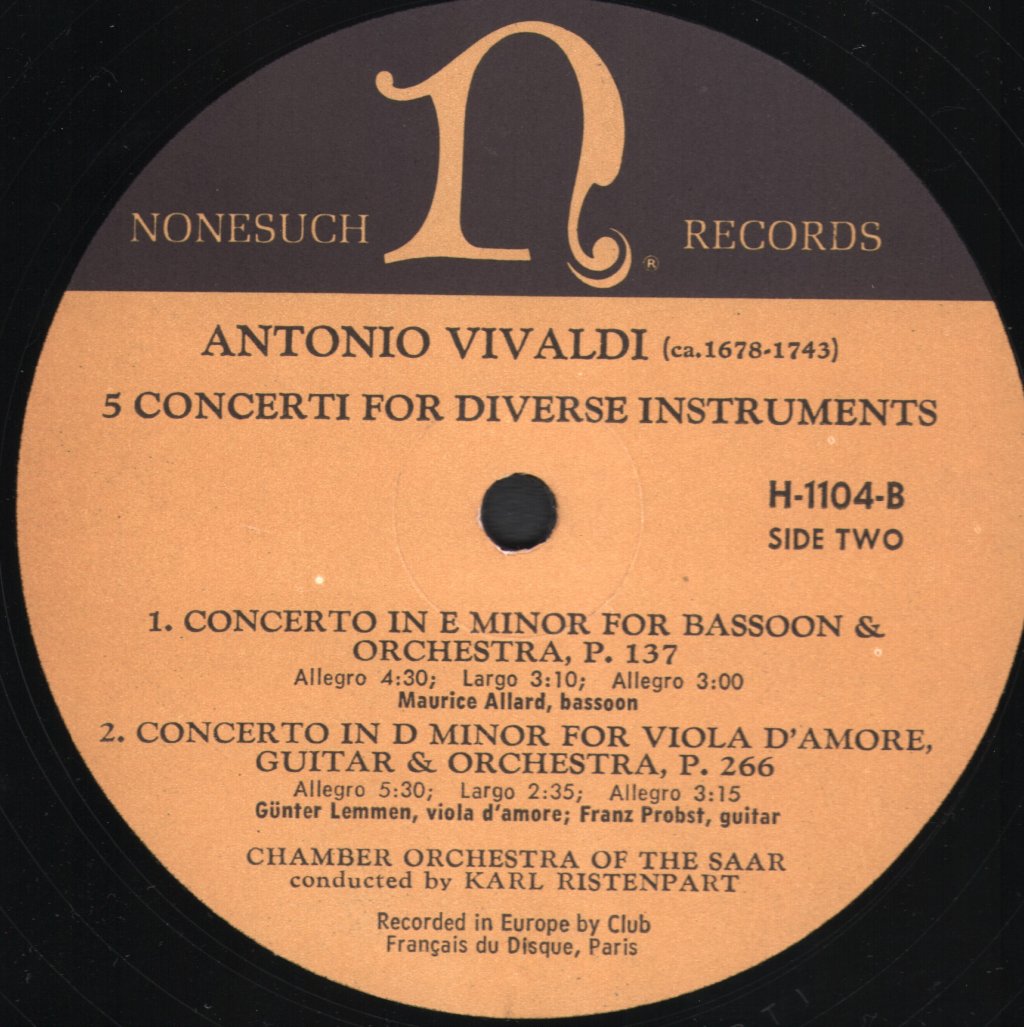 n
NONESUCH RECORDS
®
ANTONIO VIVALDI (ca.1678-1743)
5 CONCERTI FOR DIVERSE INSTRUMENTS
H-1104-B
SIDE TWO
1. CONCERTO IN E MINOR FOR BASSOON &
ORCHESTRA, P. 137
Allegro 4:30; Largo 3:10; Allegro 3:00
Maurice Allard, bassoon
2. CONCERTO IN D MINOR FOR VIOLA D'AMORE,
GUITAR & ORCHESTRA, P. 266
Allegro 5:30; Largo 2:35; Allegro 3:15
Günter Lemmen, viola d'amore; Franz Probst, guitar
CHAMBER ORCHESTRA OF THE SAAR
conducted by KARL RISTENPART
Recorded in Europe by Club
Français du Disque, Paris